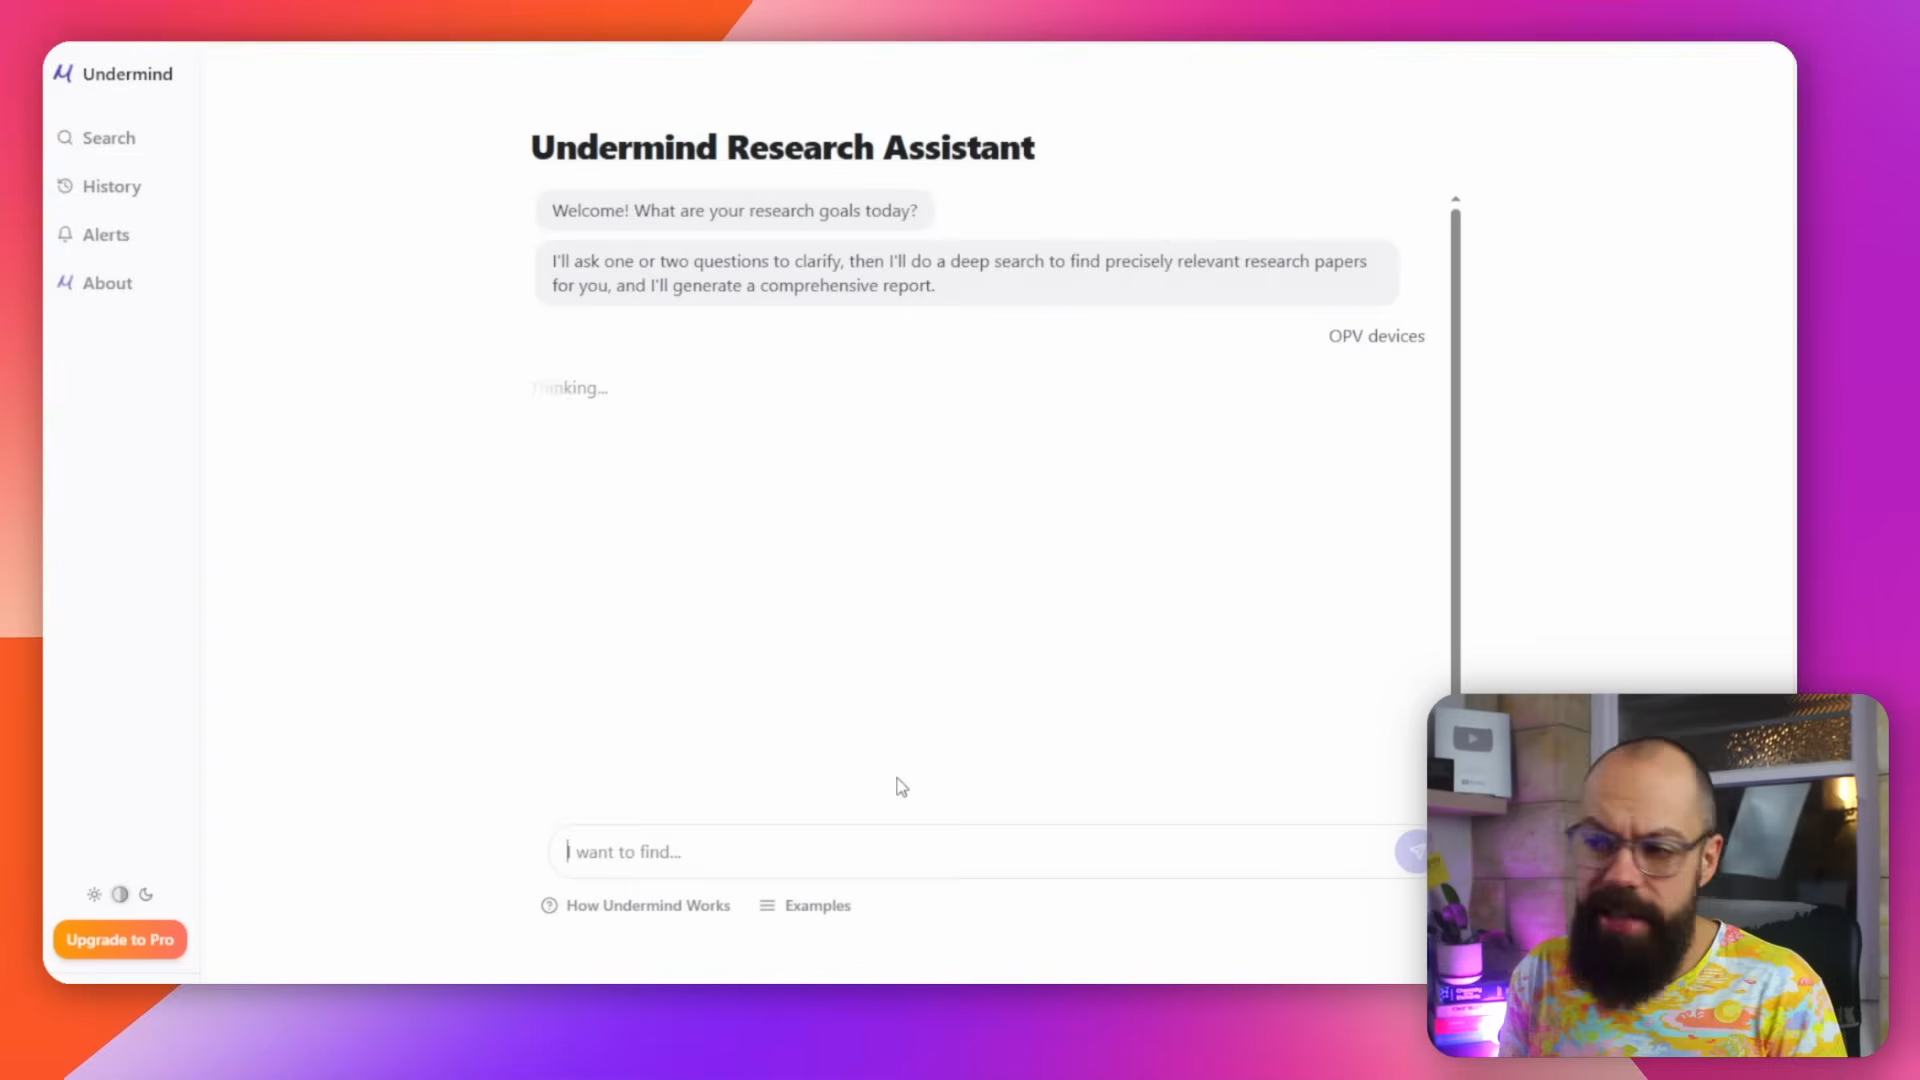 Undermind
Search
History
Alerts
About
Undermind Research Assistant
Welcome! What are your research goals today?
I'll ask one or two questions to clarify, then I'll do a deep search to find precisely relevant research papers
for you, and I'll generate a comprehensive report.
OPV devices
Thinking...
I want to find...
How Undermind Works
Examples
Upgrade to Pro